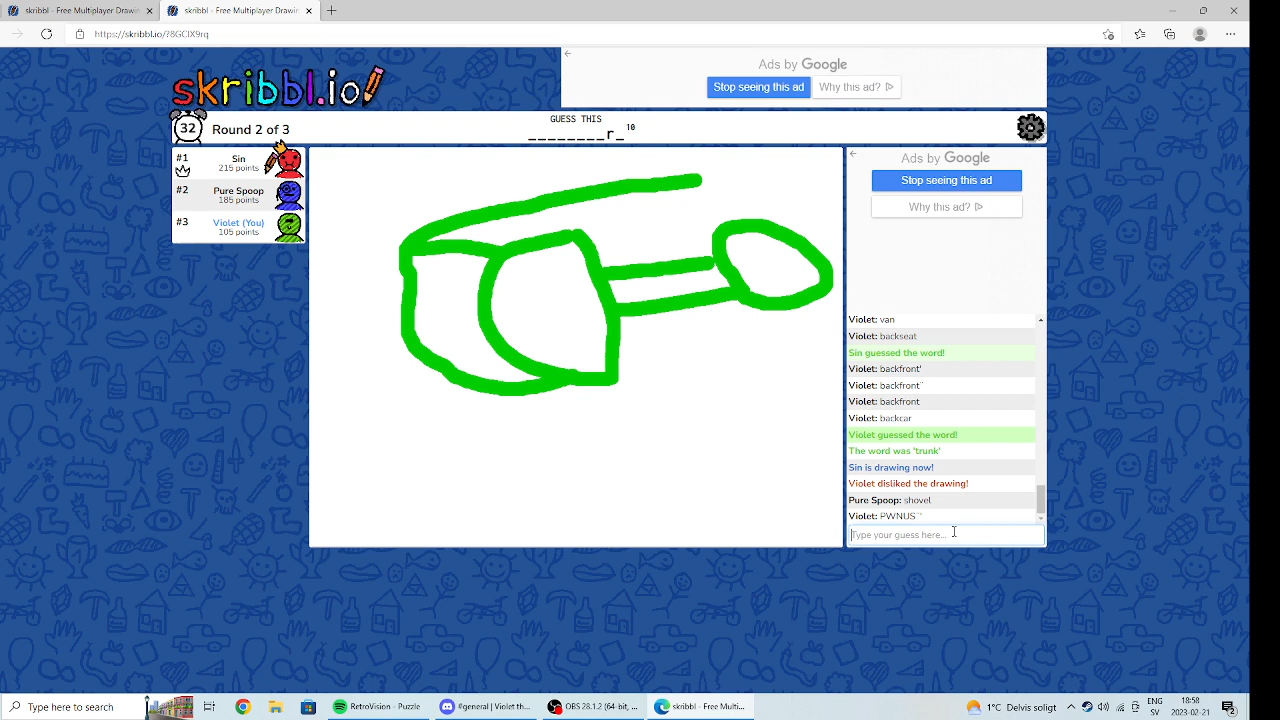 skribbl - Free Multiplayer Drawin
skribbl - Free Multiplayer Drawin
https://skribbl.io/?8GCIX9rq
skribbl.io
Ads by Google
Stop seeing this ad
Why this ad?
32
Round 2 of 3
GUESS THIS
________r_ 10
#1
Sin
215 points
#2
Pure Spoop
185 points
#3
Violet (You)
105 points
Ads by Google
Stop seeing this ad
Why this ad?
Violet: van
Violet: backseat
Sin guessed the word!
Violet: backfront'
Violet: backfront¨
Violet: backfront
Violet: backcar
Violet guessed the word!
The word was 'trunk'
Sin is drawing now!
Violet disliked the drawing!
Pure Spoop: shovel
Violet: PWNUS¨'
Type your guess here...
Type here to search
RetroVision - Puzzle
#general | Violet th...
OBS 28.1.2 (64-bit, ...
skribbl - Free Multi...
1°C Delvis soligt
ENG
SV
18:58
2023-02-21
2